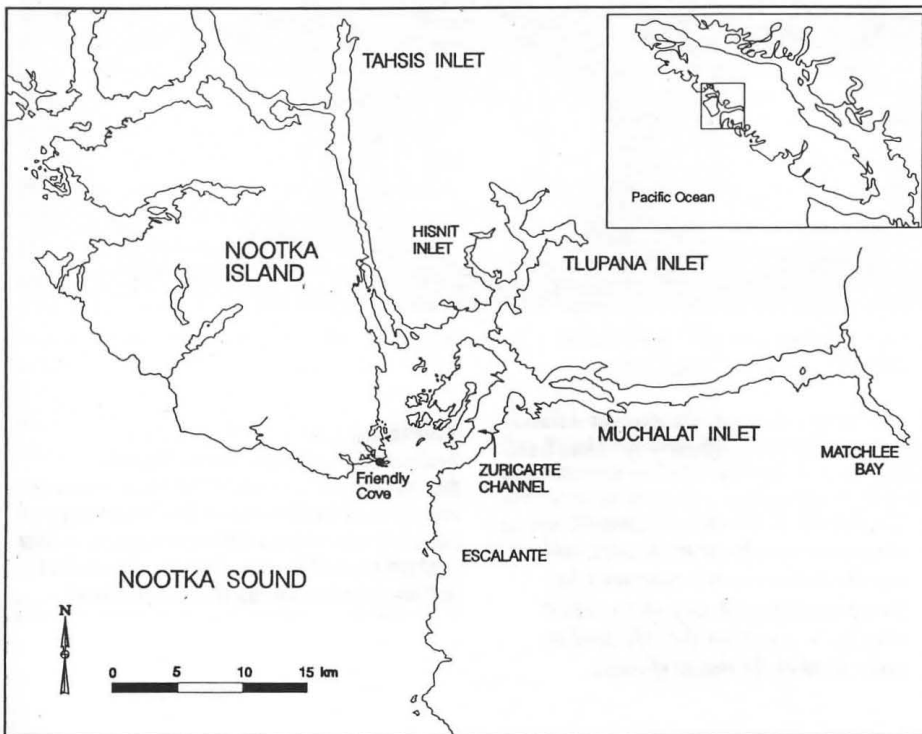 TAHSIS INLET
Pacific Ocean
HISNIT
INLET
NOOTKA
ISLAND
TLUPANA INLET
MUCHALAT INLET
MATCHLEE
BAY
Friendly
Cove
ZURICARTE
CHANNEL
ESCALANTE
NOOTKA SOUND
N
0 5 10 15 km